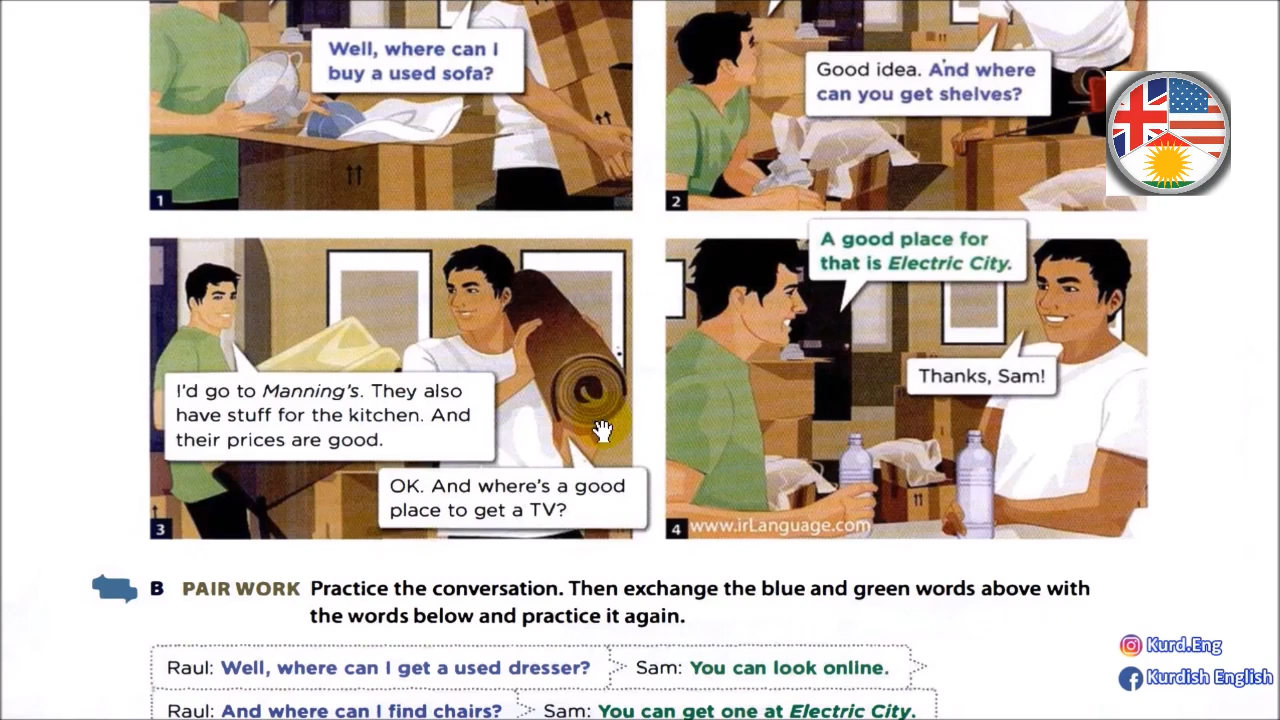 Well, where can I
buy a used sofa?
1
Good idea. And where
can you get shelves?
2
I'd go to Manning's. They also
have stuff for the kitchen. And
their prices are good.
OK. And where's a good
place to get a TV?
3
A good place for
that is Electric City.
Thanks, Sam!
4
www.irLanguage.com
B PAIR WORK Practice the conversation. Then exchange the blue and green words above with
the words below and practice it again.
Raul: Well, where can I get a used dresser? Sam: You can look online.
Raul: And where can I find chairs? Sam: You can get one at Electric City.
Kurd.Eng
Kurdish English